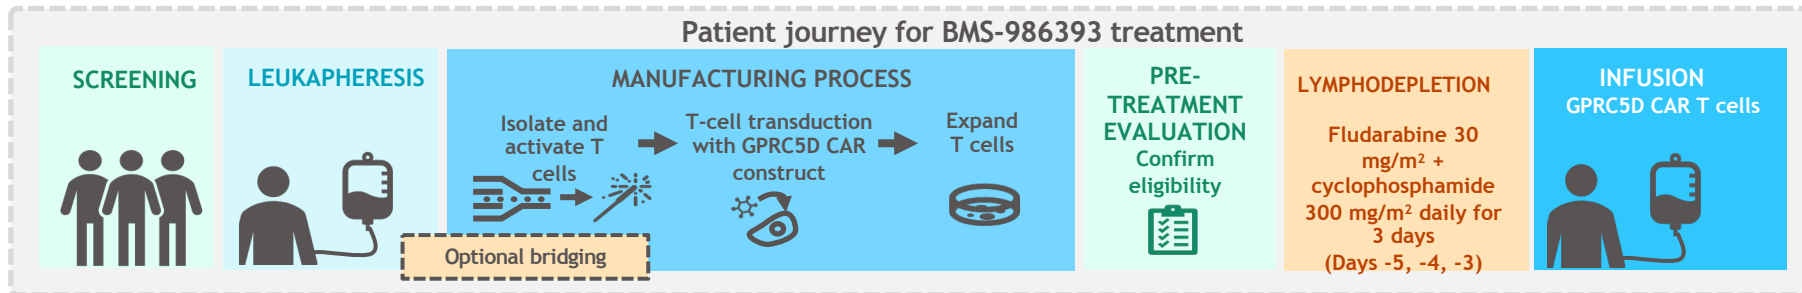 Patient journey for BMS-986393 treatment
SCREENING
LEUKAPHERESIS
Optional bridging
MANUFACTURING PROCESS
Isolate and
activate T
cells
T-cell transduction
with GPRC5D CAR
construct
Expand
T cells
PRE-
TREATMENT
EVALUATION
Confirm
eligibility
LYMPHODEPLETION
Fludarabine 30
mg/m² +
cyclophosphamide
300 mg/m² daily for
3 days
(Days -5, -4, -3)
INFUSION
GPRC5D CAR T cells